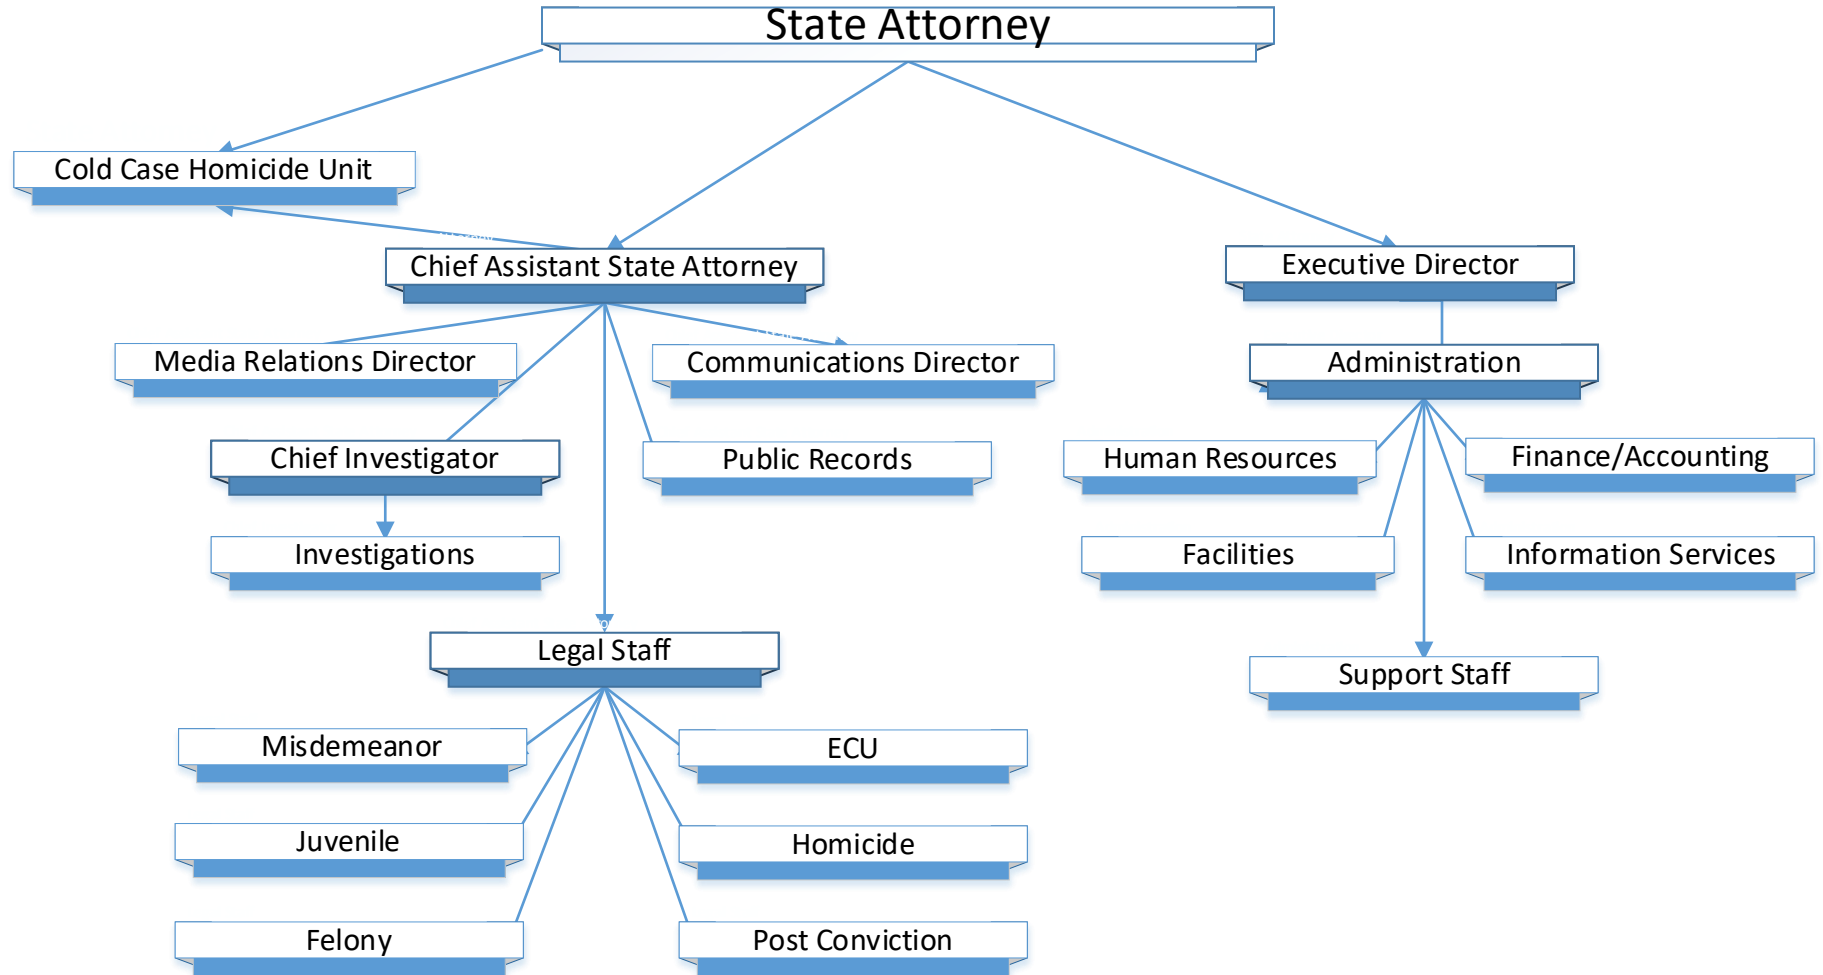 State Attorney
Cold Case Homicide Unit
Chief Assistant State Attorney
Executive Director
Media Relations Director
Communications Director
Administration
Chief Investigator
Public Records
Human Resources
Finance/Accounting
Investigations
Facilities
Information Services
Legal Staff
Support Staff
Misdemeanor
ECU
Juvenile
Homicide
Felony
Post Conviction